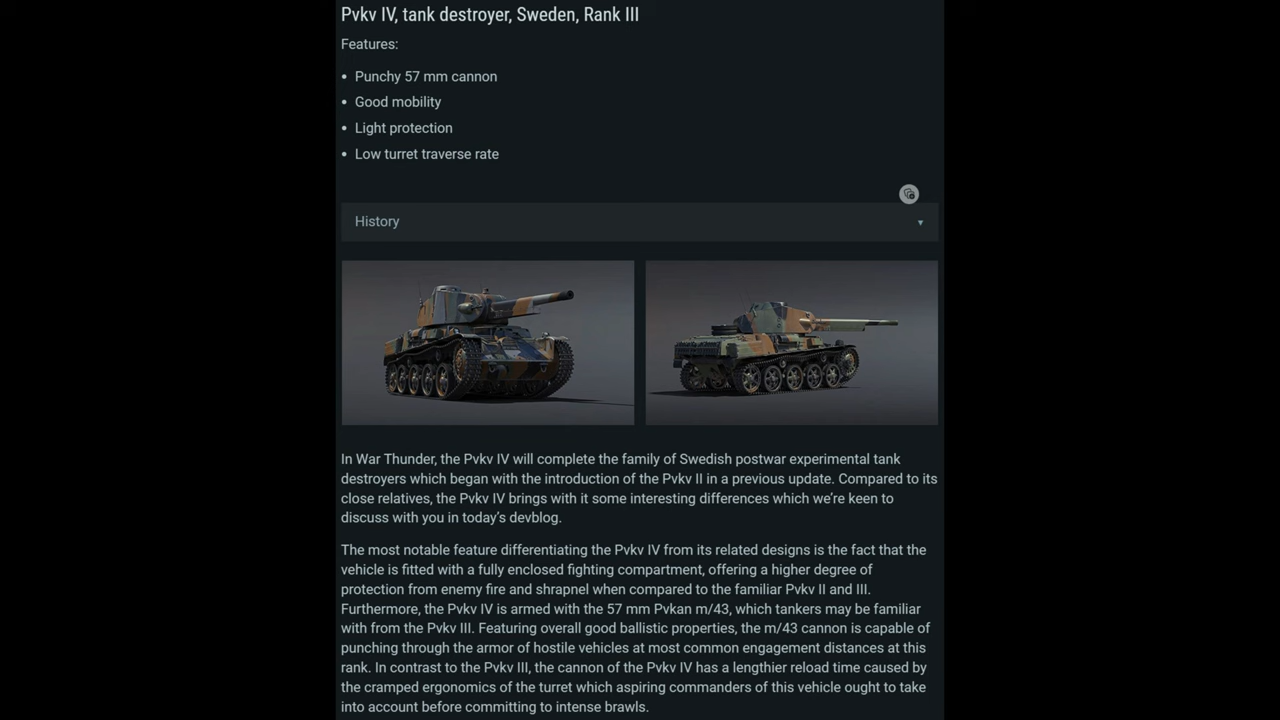 Pvkv IV, tank destroyer, Sweden, Rank III
Features:
• Punchy 57 mm cannon
• Good mobility
• Light protection
• Low turret traverse rate
History
In War Thunder, the Pvkv IV will complete the family of Swedish postwar experimental tank
destroyers which began with the introduction of the Pvkv II in a previous update. Compared to its
close relatives, the Pvkv IV brings with it some interesting differences which we’re keen to
discuss with you in today’s devblog.
The most notable feature differentiating the Pvkv IV from its related designs is the fact that the
vehicle is fitted with a fully enclosed fighting compartment, offering a higher degree of
protection from enemy fire and shrapnel when compared to the familiar Pvkv II and III.
Furthermore, the Pvkv IV is armed with the 57 mm Pvkan m/43, which tankers may be familiar
with from the Pvkv III. Featuring overall good ballistic properties, the m/43 cannon is capable of
punching through the armor of hostile vehicles at most common engagement distances at this
rank. In contrast to the Pvkv III, the cannon of the Pvkv IV has a lengthier reload time caused by
the cramped ergonomics of the turret which aspiring commanders of this vehicle ought to take
into account before committing to intense brawls.